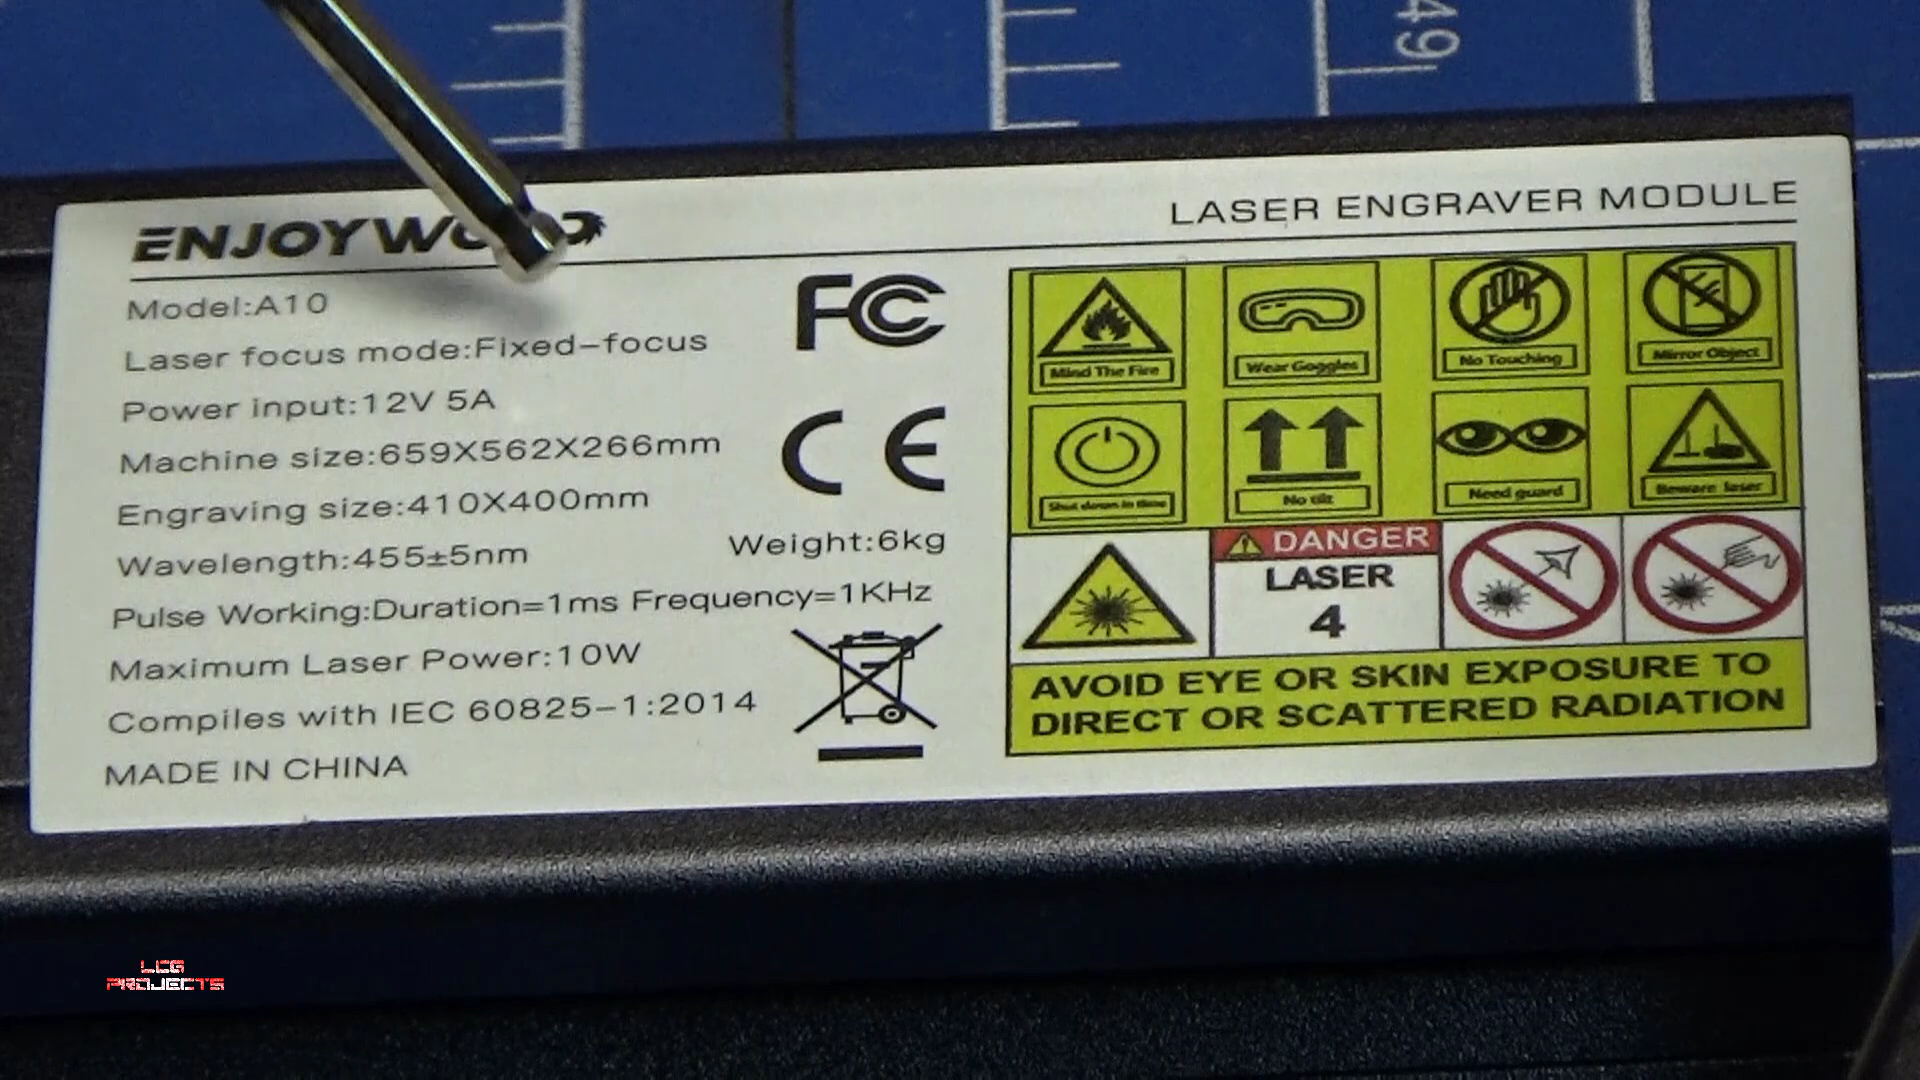 49
LASER ENGRAVER MODULE
Model:A10
Laser focus mode:Fixed-focus
Power input:12V 5A
Machine size:659X562X266mm
Engraving size:410X400mm
Wavelength:455±5nm
Weight:6kg
Pulse Working:Duration=1ms Frequency=1KHz
Maximum Laser Power:10W
Compiles with IEC 60825-1:2014
MADE IN CHINA
FC
CE
Mind The Fire
Wear Goggles
No Touching
Mirror Object
Shut down in time
No tilt
Need guard
Beware laser
DANGER
LASER
4
AVOID EYE OR SKIN EXPOSURE TO
DIRECT OR SCATTERED RADIATION
LCG
PROJECTS